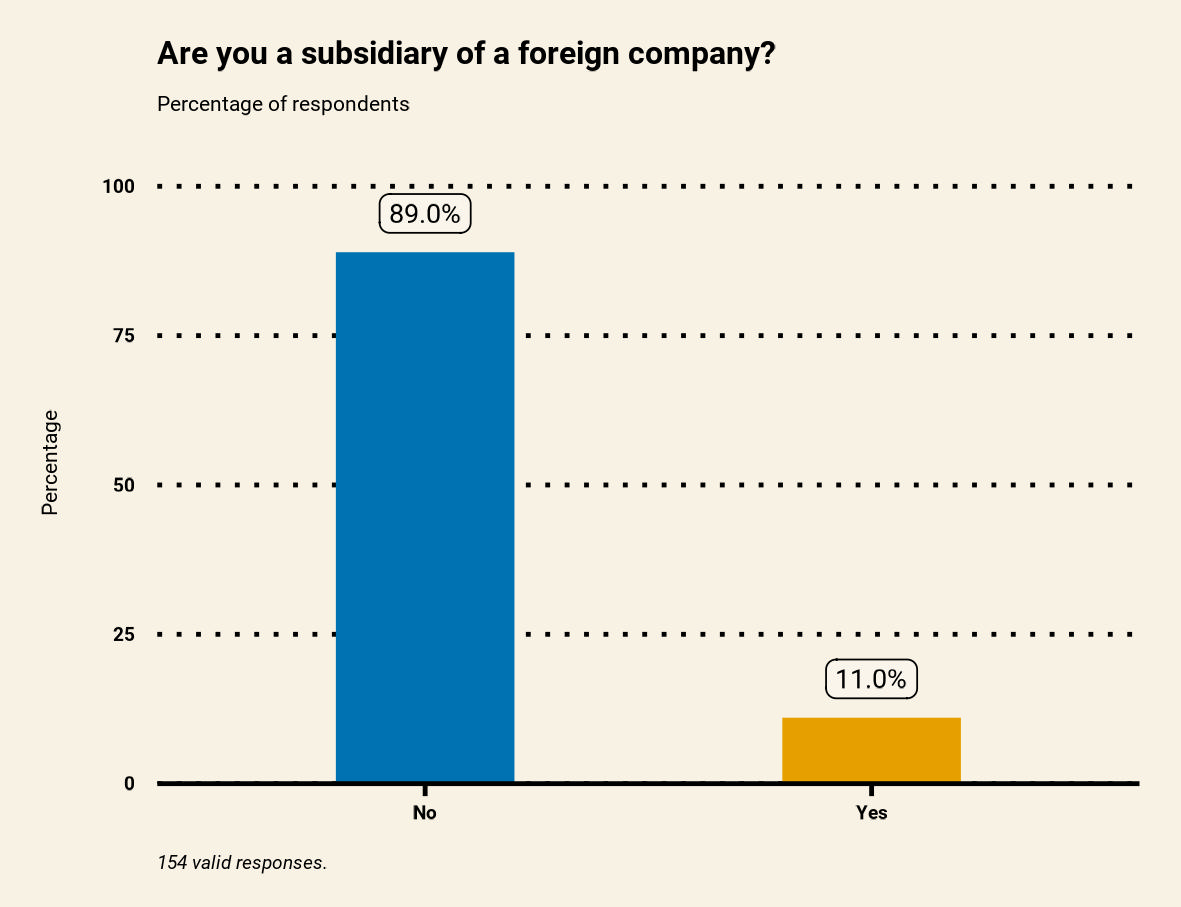 Are you a subsidiary of a foreign company?
Percentage of respondents
100
89.0%
75
Percentage
50
25
11.0%
0
No
Yes
154 valid responses.